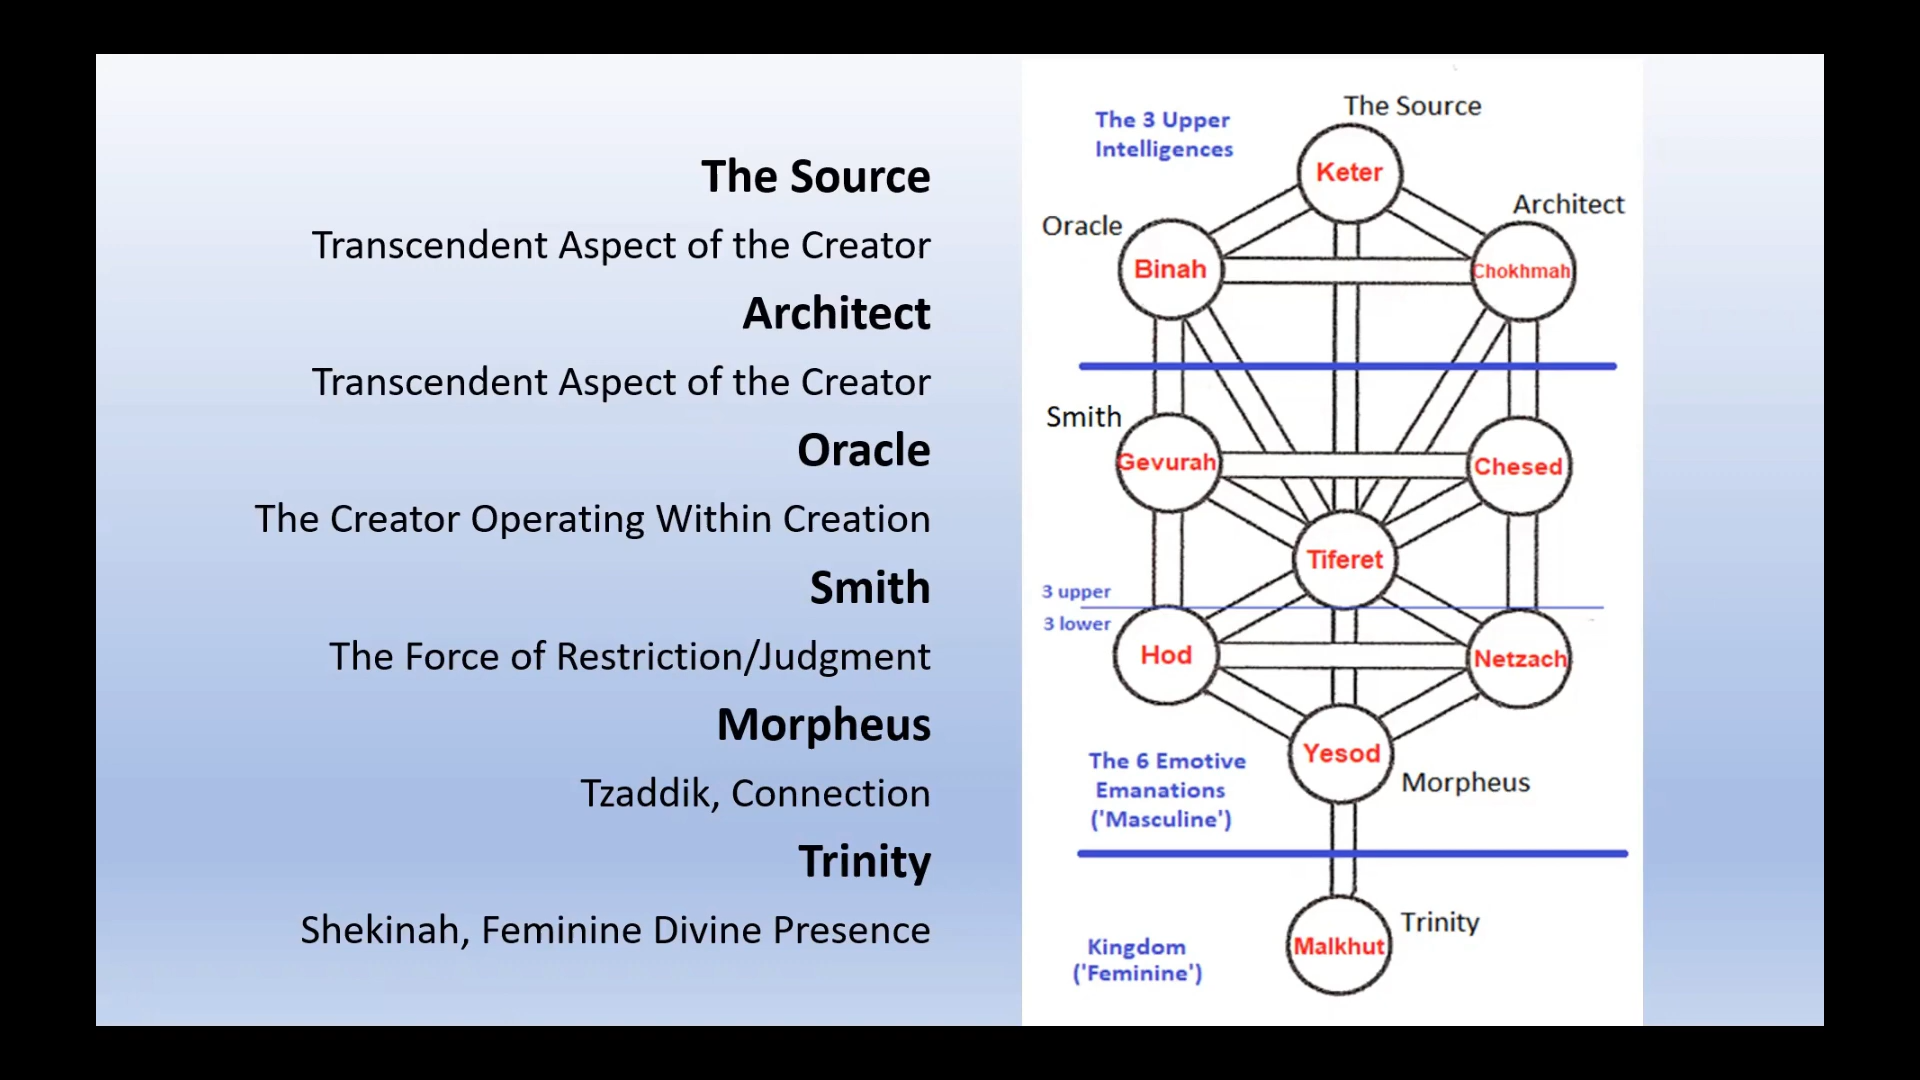 The Source
Transcendent Aspect of the Creator
Architect
Transcendent Aspect of the Creator
Oracle
The Creator Operating Within Creation
Smith
The Force of Restriction/Judgment
Morpheus
Tzaddik, Connection
Trinity
Shekinah, Feminine Divine Presence
The Source
The 3 Upper
Intelligences
Keter
Architect
Oracle
Binah
Chokhmah
Smith
Gevurah
Chesed
Tiferet
3 upper
3 lower
Hod
Netzach
Yesod
The 6 Emotive
Emanations
('Masculine')
Morpheus
Trinity
Malkhut
Kingdom
('Feminine')